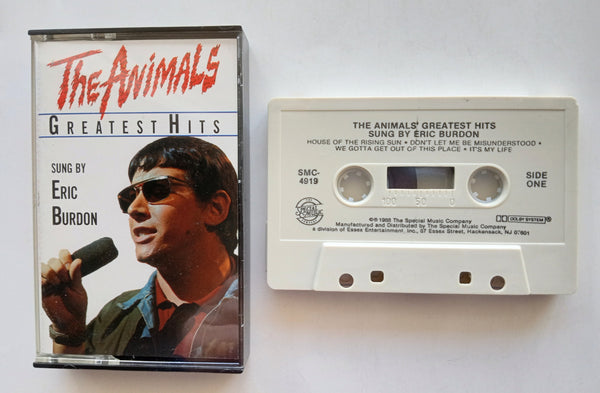 The Animals
Greatest Hits
SUNG BY
ERIC
BURDON
THE ANIMALS' GREATEST HITS
SUNG BY ERIC BURDON
HOUSE OF THE RISING SUN • DON'T LET ME BE MISUNDERSTOOD •
WE GOTTA GET OUT OF THIS PLACE • IT'S MY LIFE
SMC-
4919
SIDE
ONE
100 50 0
DOLBY SYSTEM®
℗© 1988 The Special Music Company
Manufactured and Distributed by The Special Music Company
a division of Essex Entertainment, Inc., 87 Essex Street, Hackensack, NJ 07601